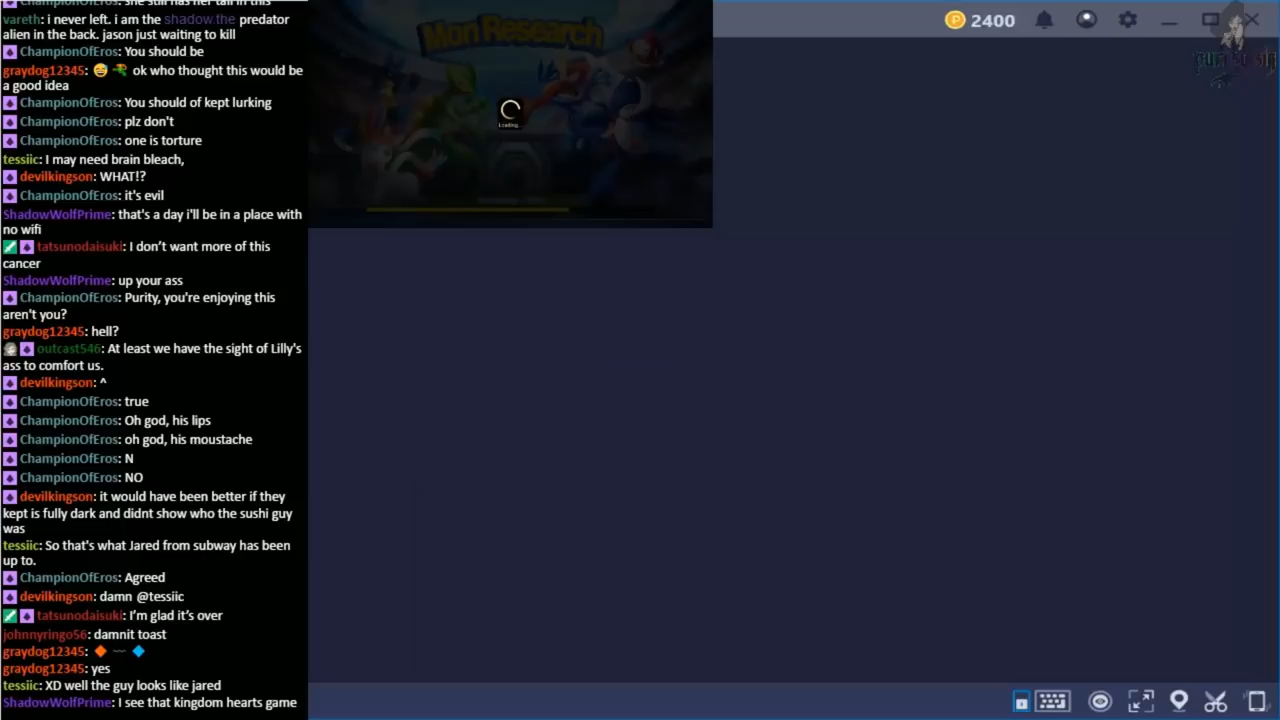 ChampionOfEros: she still has her tail in this
vareth: i never left. i am the shadow.the predator
alien in the back. jason just waiting to kill
ChampionOfEros: You should be
graydog12345: 😅 🔫 ok who thought this would be
a good idea
ChampionOfEros: You should of kept lurking
ChampionOfEros: plz don't
ChampionOfEros: one is torture
tessiic: I may need brain bleach,
devilkingson: WHAT!?
ChampionOfEros: it's evil
ShadowWolfPrime: that's a day i'll be in a place with
no wifi
tatsunodaisuki: I don't want more of this
cancer
ShadowWolfPrime: up your ass
ChampionOfEros: Purity, you're enjoying this
aren't you?
graydog12345: hell?
outcast546: At least we have the sight of Lilly's
ass to comfort us.
devilkingson: ^
ChampionOfEros: true
ChampionOfEros: Oh god, his lips
ChampionOfEros: oh god, his moustache
ChampionOfEros: N
ChampionOfEros: NO
devilkingson: it would have been better if they
kept is fully dark and didnt show who the sushi guy
was
tessiic: So that's what Jared from subway has been
up to.
ChampionOfEros: Agreed
devilkingson: damn @tessiic
tatsunodaisuki: I'm glad it's over
johnnyringo56: damnit toast
graydog12345: 🔶 〰 🔷
graydog12345: yes
tessiic: XD well the guy looks like jared
ShadowWolfPrime: I see that kingdom hearts game
Mon Research
Loading...
P 2400